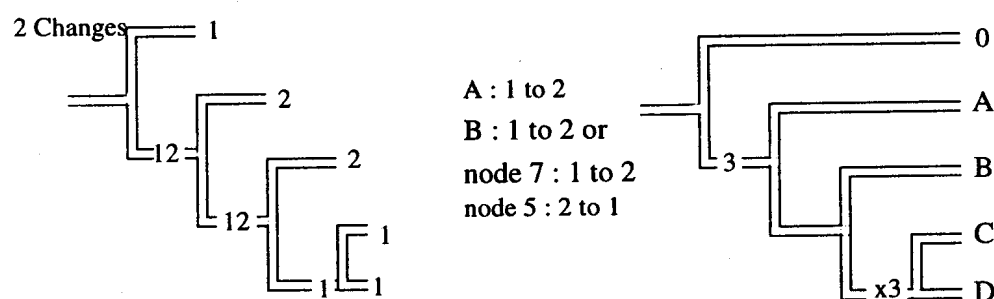 2 Changes
1
2
12
2
12
1
1
1
A : 1 to 2
B : 1 to 2 or
node 7 : 1 to 2
node 5 : 2 to 1
0
A
3
B
C
x3
D